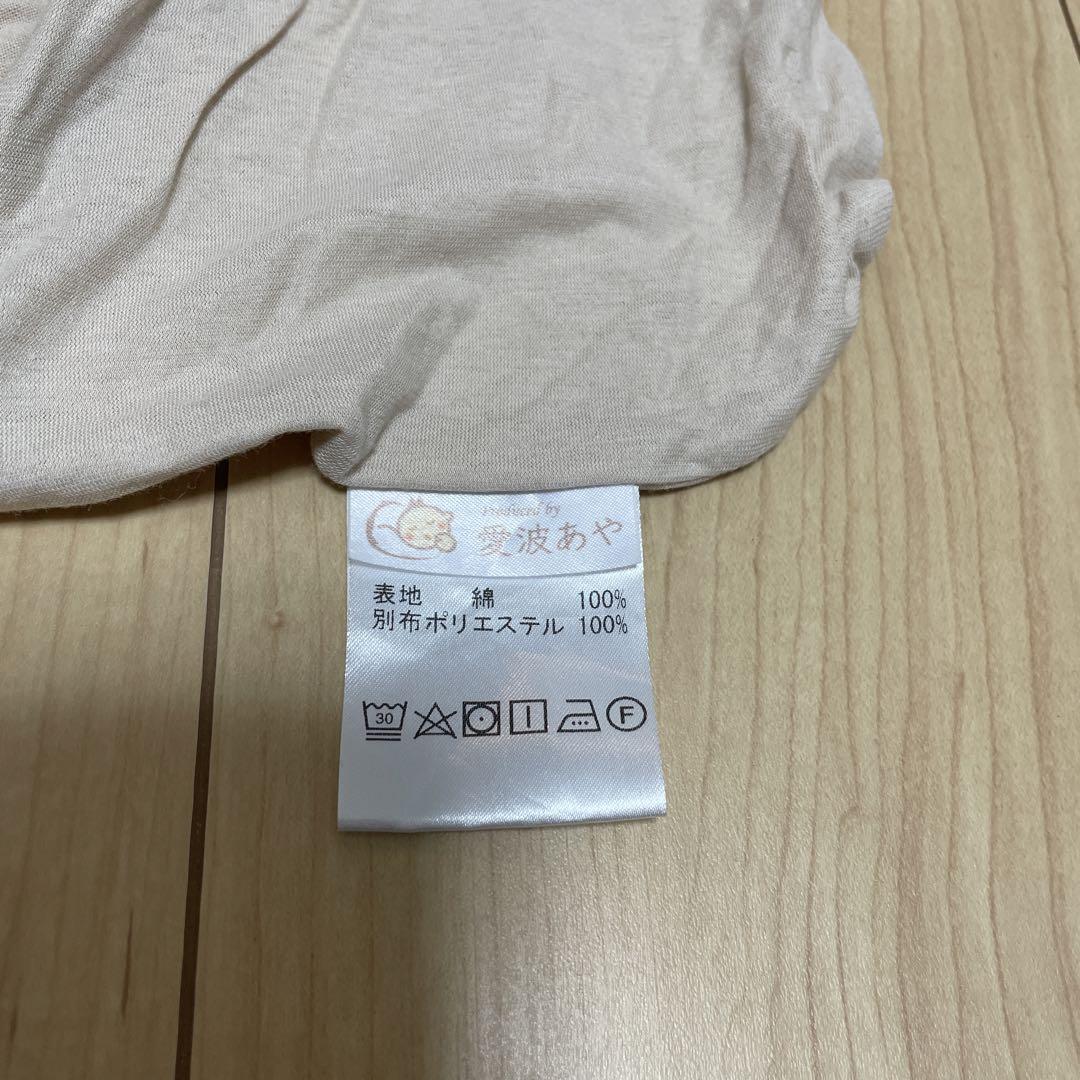 Produced by
愛波あや
表地 綿 100%
別布ポリエステル 100%
30
F